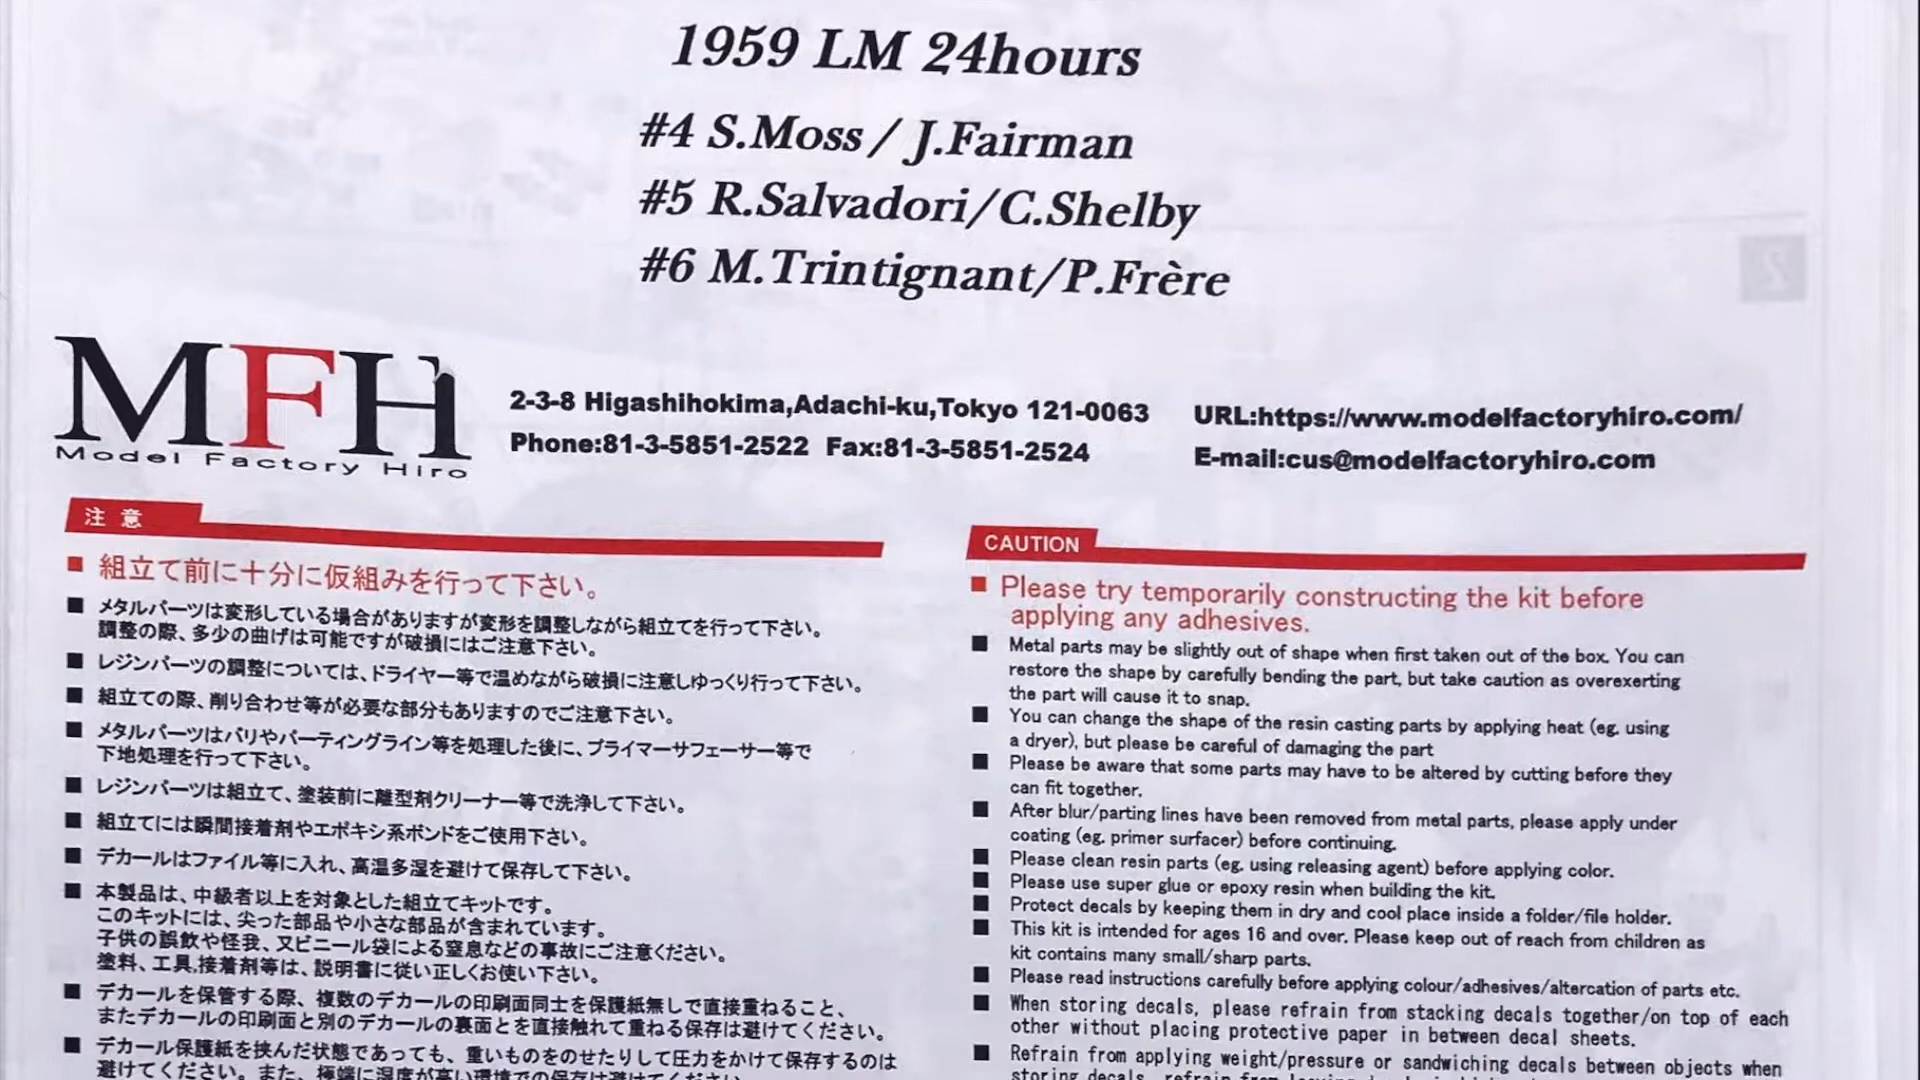 1959 LM 24hours
#4 S.Moss / J.Fairman
#5 R.Salvadori/C.Shelby
#6 M.Trintignant/P.Frère
MFH
Model Factory Hiro
2-3-8 Higashihokima,Adachi-ku,Tokyo 121-0063
Phone:81-3-5851-2522 Fax:81-3-5851-2524
URL:https://www.modelfactoryhiro.com/
E-mail:cus@modelfactoryhiro.com
注意
■ 組立て前に十分に仮組みを行って下さい。
■ メタルパーツは変形している場合がありますが変形を調整しながら組立てを行って下さい。
調整の際、多少の曲げは可能ですが破損にはご注意下さい。
■ レジンパーツの調整については、ドライヤー等で温めながら破損に注意しゆっくり行って下さい。
■ 組立ての際、削り合わせ等が必要な部分もありますのでご注意下さい。
■ メタルパーツはバリやパーティングライン等を処理した後に、プライマーサフェーサー等で
下地処理を行って下さい。
■ レジンパーツは組立て、塗装前に離型剤クリーナー等で洗浄して下さい。
■ 組立てには瞬間接着剤やエポキシ系ボンドをご使用下さい。
■ デカールはファイル等に入れ、高温多湿を避けて保存して下さい。
■ 本製品は、中級者以上を対象とした組立てキットです。
このキットには、尖った部品や小さな部品が含まれています。
子供の誤飲や怪我、又ビニール袋による窒息などの事故にご注意ください。
塗料、工具,接着剤等は、説明書に従い正しくお使い下さい。
■ デカールを保管する際、複数のデカールの印刷面同士を保護紙無しで直接重ねること、
またデカールの印刷面と別のデカールの裏面とを直接触れて重ねる保存は避けてください。
■ デカール保護紙を挟んだ状態であっても、重いものをのせたりして圧力をかけて保存するのは
避けてください。また、極端に湿度が高い環境での保存は避けてください。
CAUTION
■ Please try temporarily constructing the kit before
applying any adhesives.
■ Metal parts may be slightly out of shape when first taken out of the box. You can
restore the shape by carefully bending the part, but take caution as overexerting
the part will cause it to snap.
■ You can change the shape of the resin casting parts by applying heat (eg. using
a dryer), but please be careful of damaging the part
■ Please be aware that some parts may have to be altered by cutting before they
can fit together.
■ After blur/parting lines have been removed from metal parts, please apply under
coating (eg. primer surfacer) before continuing.
■ Please clean resin parts (eg. using releasing agent) before applying color.
■ Please use super glue or epoxy resin when building the kit.
■ Protect decals by keeping them in dry and cool place inside a folder/file holder.
■ This kit is intended for ages 16 and over. Please keep out of reach from children as
kit contains many small/sharp parts.
■ Please read instructions carefully before applying colour/adhesives/altercation of parts etc.
■ When storing decals, please refrain from stacking decals together/on top of each
other without placing protective paper in between decal sheets.
■ Refrain from applying weight/pressure or sandwiching decals between objects when
storing decals, refrain from